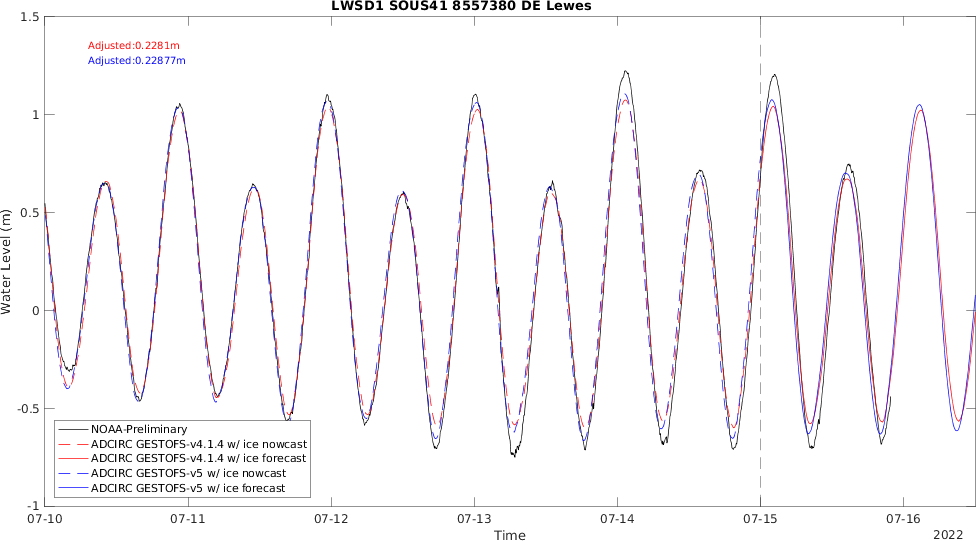 LWSD1 SOUS41 8557380 DE Lewes
1.5
Adjusted:0.2281m
Adjusted:0.22877m
1
0.5
0
-0.5
-1
Water Level (m)
NOAA-Preliminary
ADCIRC GESTOFS-v4.1.4 w/ ice nowcast
ADCIRC GESTOFS-v4.1.4 w/ ice forecast
ADCIRC GESTOFS-v5 w/ ice nowcast
ADCIRC GESTOFS-v5 w/ ice forecast
07-10 07-11 07-12 07-13 07-14 07-15 07-16
Time
2022